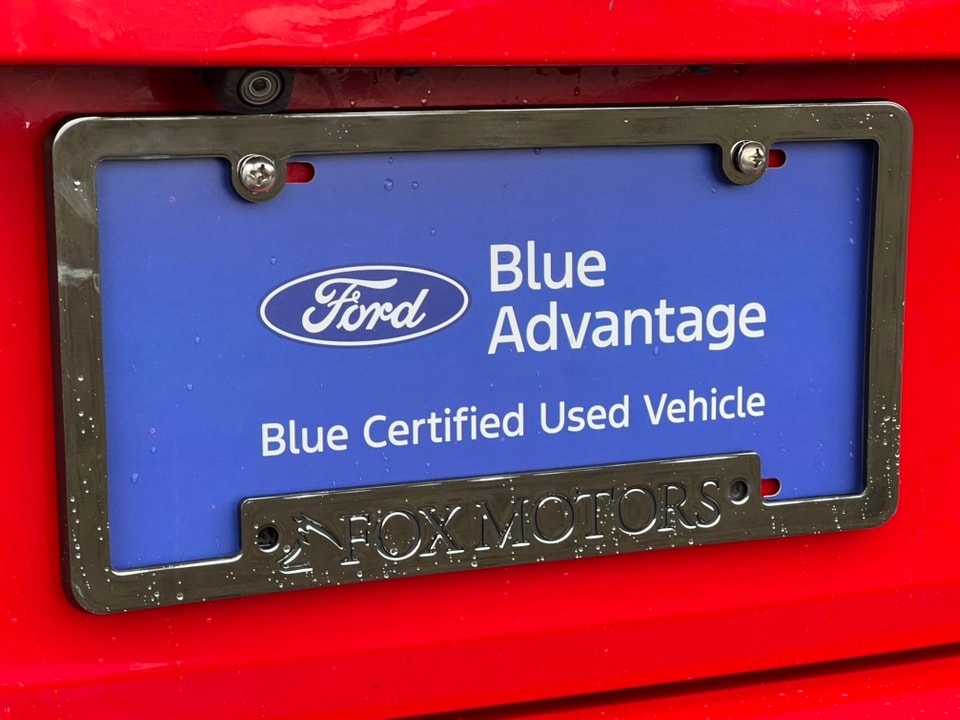 Ford
Blue
Advantage
Blue Certified Used Vehicle
FOX MOTORS